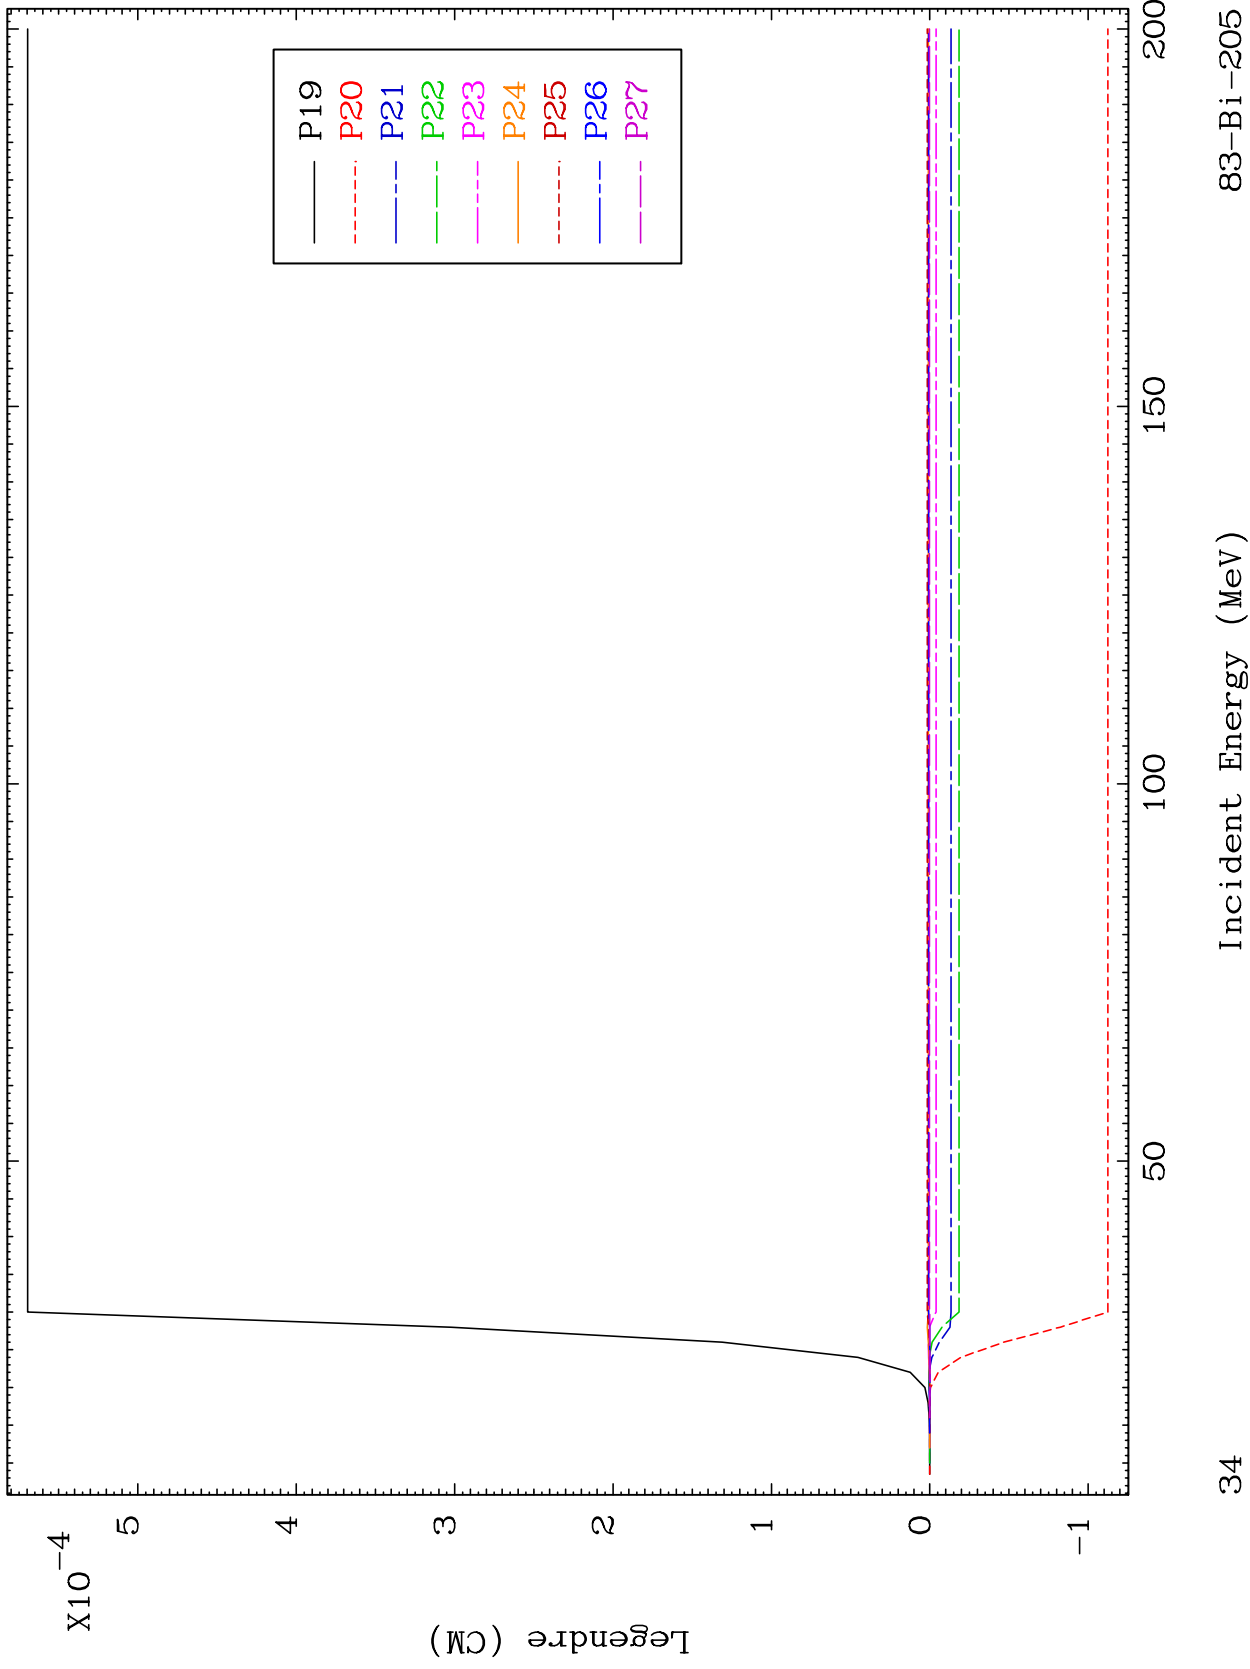 X10-4
Legendre (CM)
5
4
3
2
1
0
-1
P19
P20
P21
P22
P23
P24
P25
P26
P27
50
100
150
200
34
Incident Energy (MeV)
83-Bi-205